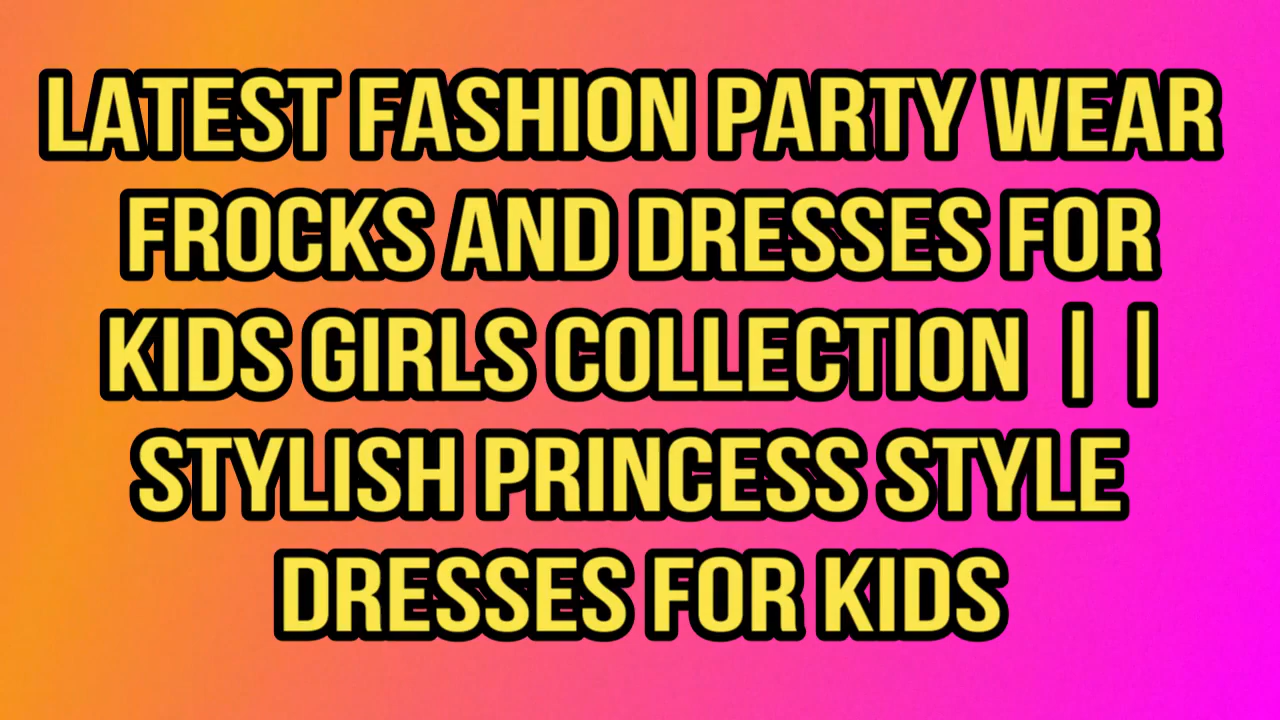 LATEST FASHION PARTY WEAR
FROCKS AND DRESSES FOR
KIDS GIRLS COLLECTION | |
STYLISH PRINCESS STYLE
DRESSES FOR KIDS